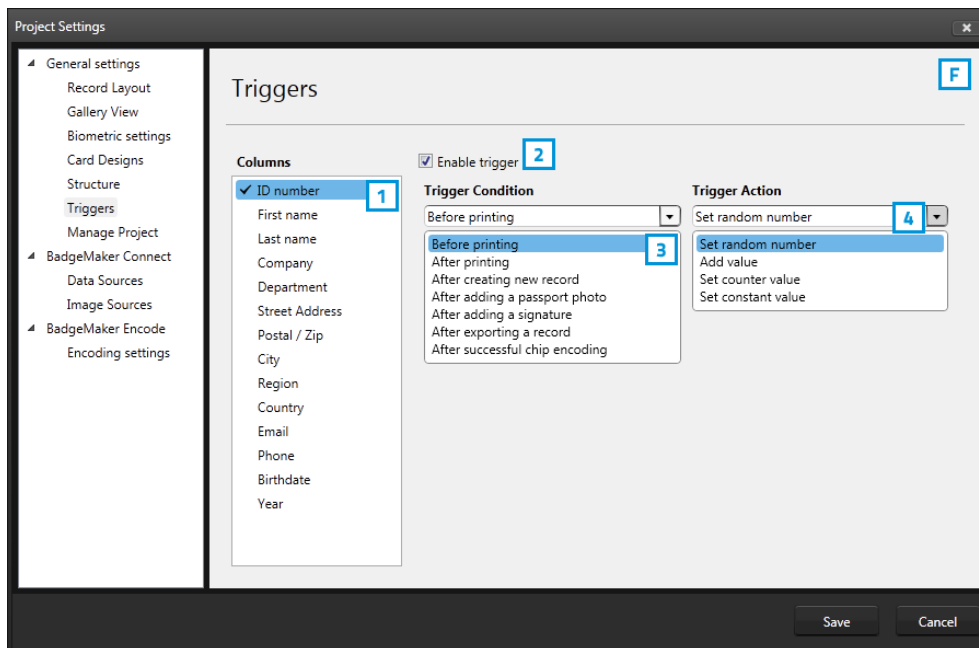 Project Settings
x
General settings
Record Layout
Gallery View
Biometric settings
Card Designs
Structure
Triggers
Manage Project
BadgeMaker Connect
Data Sources
Image Sources
BadgeMaker Encode
Encoding settings
F
Triggers
Columns
ID number
1
First name
Last name
Company
Department
Street Address
Postal / Zip
City
Region
Country
Email
Phone
Birthdate
Year
Enable trigger
2
Trigger Condition
Before printing
Before printing
3
After printing
After creating new record
After adding a passport photo
After adding a signature
After exporting a record
After successful chip encoding
Trigger Action
Set random number
4
Set random number
Add value
Set counter value
Set constant value
Save
Cancel